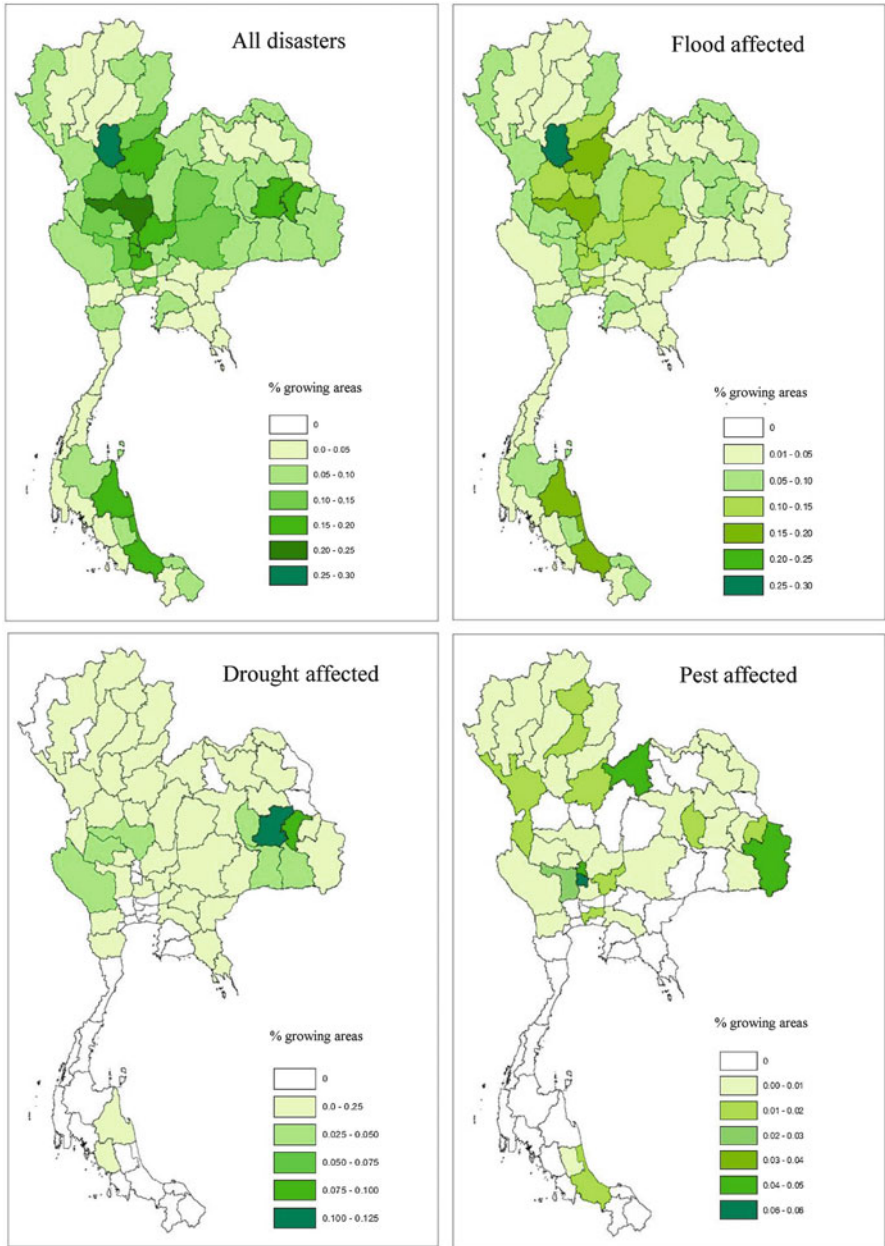 All disasters
% growing areas
0
0.0 - 0.05
0.05 - 0.10
0.10 - 0.15
0.15 - 0.20
0.20 - 0.25
0.25 - 0.30
Flood affected
% growing areas
0
0.01 - 0.05
0.05 - 0.10
0.10 - 0.15
0.15 - 0.20
0.20 - 0.25
0.25 - 0.30
Drought affected
% growing areas
0
0.0 - 0.25
0.025 - 0.050
0.050 - 0.075
0.075 - 0.100
0.100 - 0.125
Pest affected
% growing areas
0
0.00 - 0.01
0.01 - 0.02
0.02 - 0.03
0.03 - 0.04
0.04 - 0.05
0.06 - 0.06